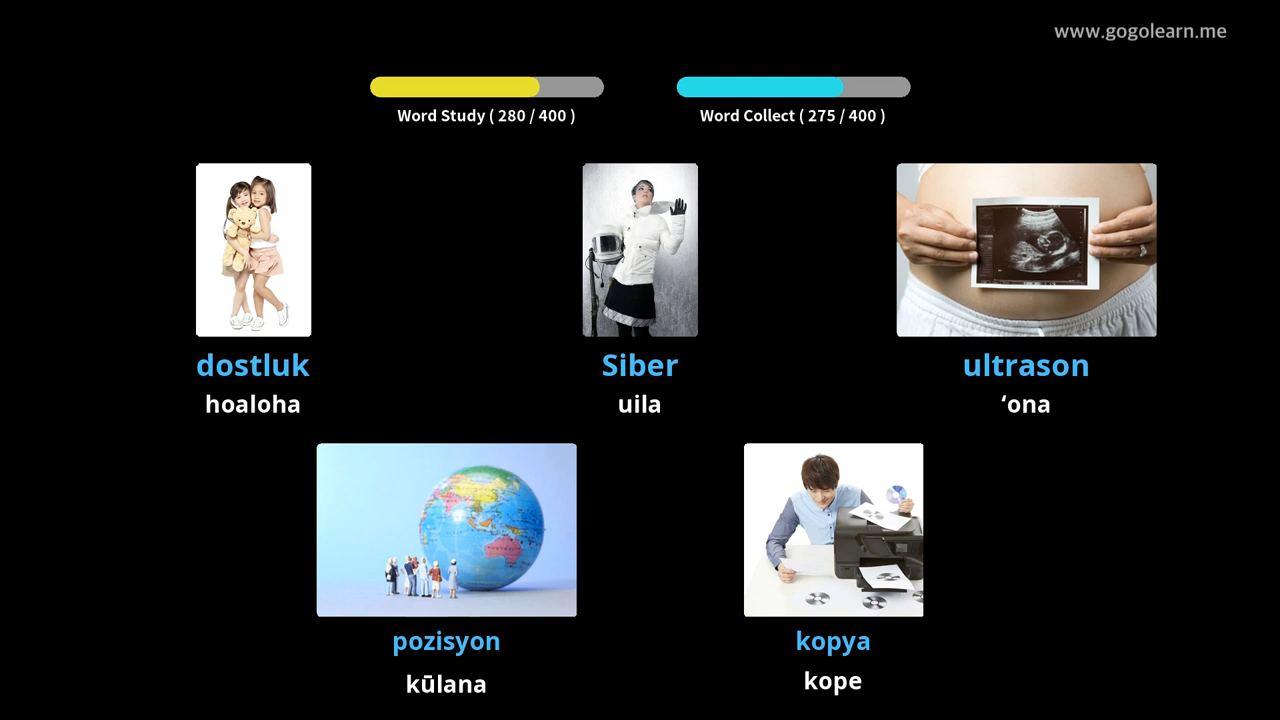 www.gogolearn.me
Word Study ( 280 / 400 )
Word Collect ( 275 / 400 )
dostluk
hoaloha
Siber
uila
ultrason
ʻona
pozisyon
kūlana
kopya
kope